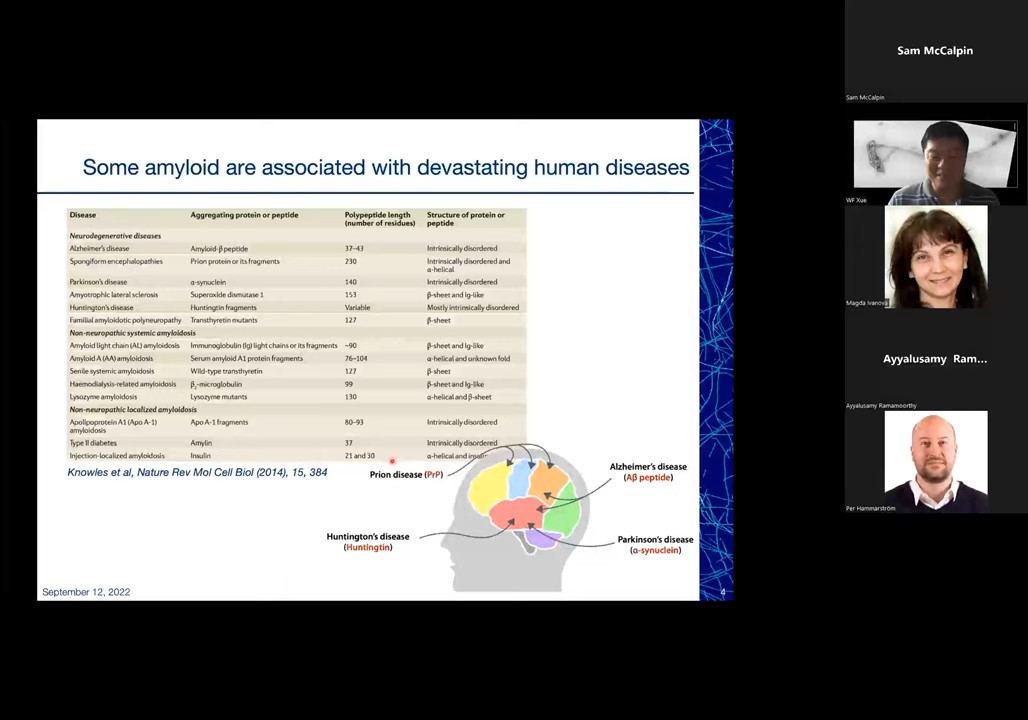 Some amyloid are associated with devastating human diseases
Disease Aggregating protein or peptide Polypeptide length (number of residues) Structure of protein or peptide
Neurodegenerative diseases
Alzheimer's disease Amyloid-β peptide 37–43 Intrinsically disordered
Spongiform encephalopathies Prion protein or its fragments 230 Intrinsically disordered and α-helical
Parkinson's disease α-synuclein 140 Intrinsically disordered
Amyotrophic lateral sclerosis Superoxide dismutase 1 153 β-sheet and Ig-like
Huntington's disease Huntingtin fragments Variable Mostly intrinsically disordered
Familial amyloidotic polyneuropathy Transthyretin mutants 127 β-sheet
Non-neuropathic systemic amyloidosis
Amyloid light chain (AL) amyloidosis Immunoglobulin (Ig) light chains or its fragments ~90 β-sheet and Ig-like
Amyloid A (AA) amyloidosis Serum amyloid A1 protein fragments 76–104 α-helical and unknown fold
Senile systemic amyloidosis Wild-type transthyretin 127 β-sheet
Haemodialysis-related amyloidosis β2-microglobulin 99 β-sheet and Ig-like
Lysozyme amyloidosis Lysozyme mutants 130 α-helical and β-sheet
Non-neuropathic localized amyloidosis
Apolipoprotein A1 (Apo A-1) amyloidosis Apo A-1 fragments 80–93 Intrinsically disordered
Type II diabetes Amylin 37 Intrinsically disordered
Injection-localized amyloidosis Insulin 21 and 30 α-helical and
Knowles et al, Nature Rev Mol Cell Biol (2014), 15, 384
Prion disease (PrP)
Alzheimer's disease
(Aβ peptide)
Huntington's disease
(Huntingtin)
Parkinson's disease
(α-synuclein)
September 12, 2022
4
Sam McCalpin
Sam McCalpin
WF Xue
Magda Ivanova
Ayyalusamy Ram...
Ayyalusamy Ramamoorthy
Per Hammarström